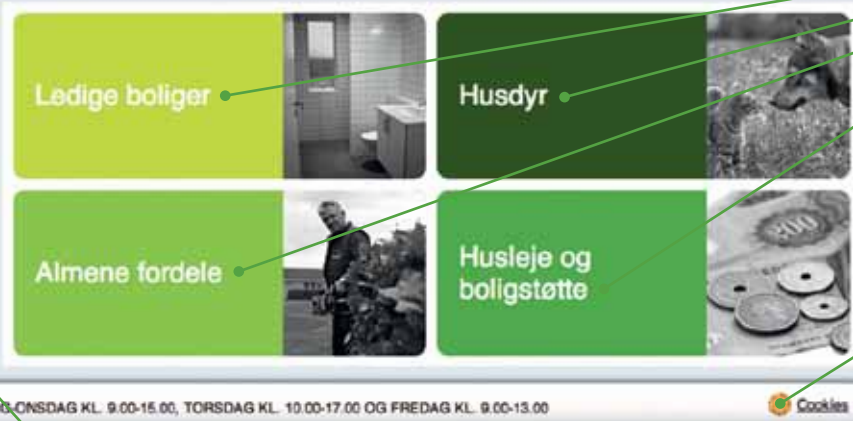 Ledige boliger
Husdyr
Almene fordele
Husleje og
boligstøtte
ONSDAG KL. 9.00-15.00, TORSDAG KL. 10.00-17.00 OG FREDAG KL. 9.00-13.00
Cookies